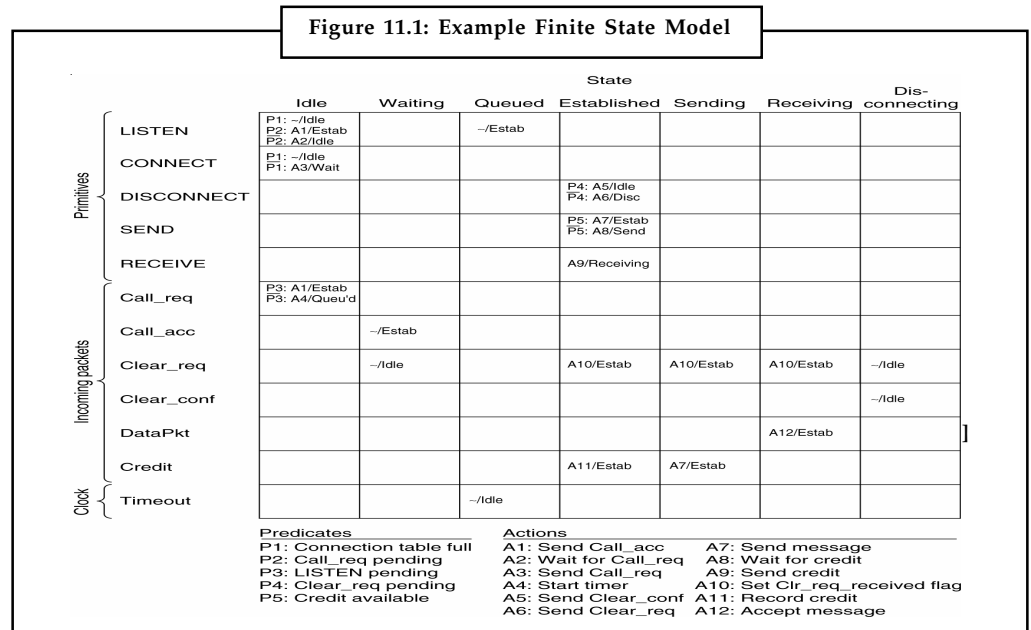 Figure 11.1: Example Finite State Model
State
Idle Waiting Queued Established Sending Receiving Dis-connecting
Primitives
LISTEN
P1: ~/Idle
P2: A1/Estab
P2: A2/Idle
~/Estab
CONNECT
P1: ~/Idle
P1: A3/Wait
DISCONNECT
P4: A5/Idle
P4: A6/Disc
SEND
P5: A7/Estab
P5: A8/Send
RECEIVE
A9/Receiving
Incoming packets
Call_req
P3: A1/Estab
P3: A4/Queu'd
Call_acc
~/Estab
Clear_req
~/Idle A10/Estab A10/Estab A10/Estab ~/Idle
Clear_conf
~/Idle
DataPkt
A12/Estab
]
Credit
A11/Estab A7/Estab
Clock
Timeout
~/Idle
Predicates
P1: Connection table full
P2: Call_req pending
P3: LISTEN pending
P4: Clear_req pending
P5: Credit available
Actions
A1: Send Call_acc
A2: Wait for Call_req
A3: Send Call_req
A4: Start timer
A5: Send Clear_conf
A6: Send Clear_req
A7: Send message
A8: Wait for credit
A9: Send credit
A10: Set Clr_req_received flag
A11: Record credit
A12: Accept message